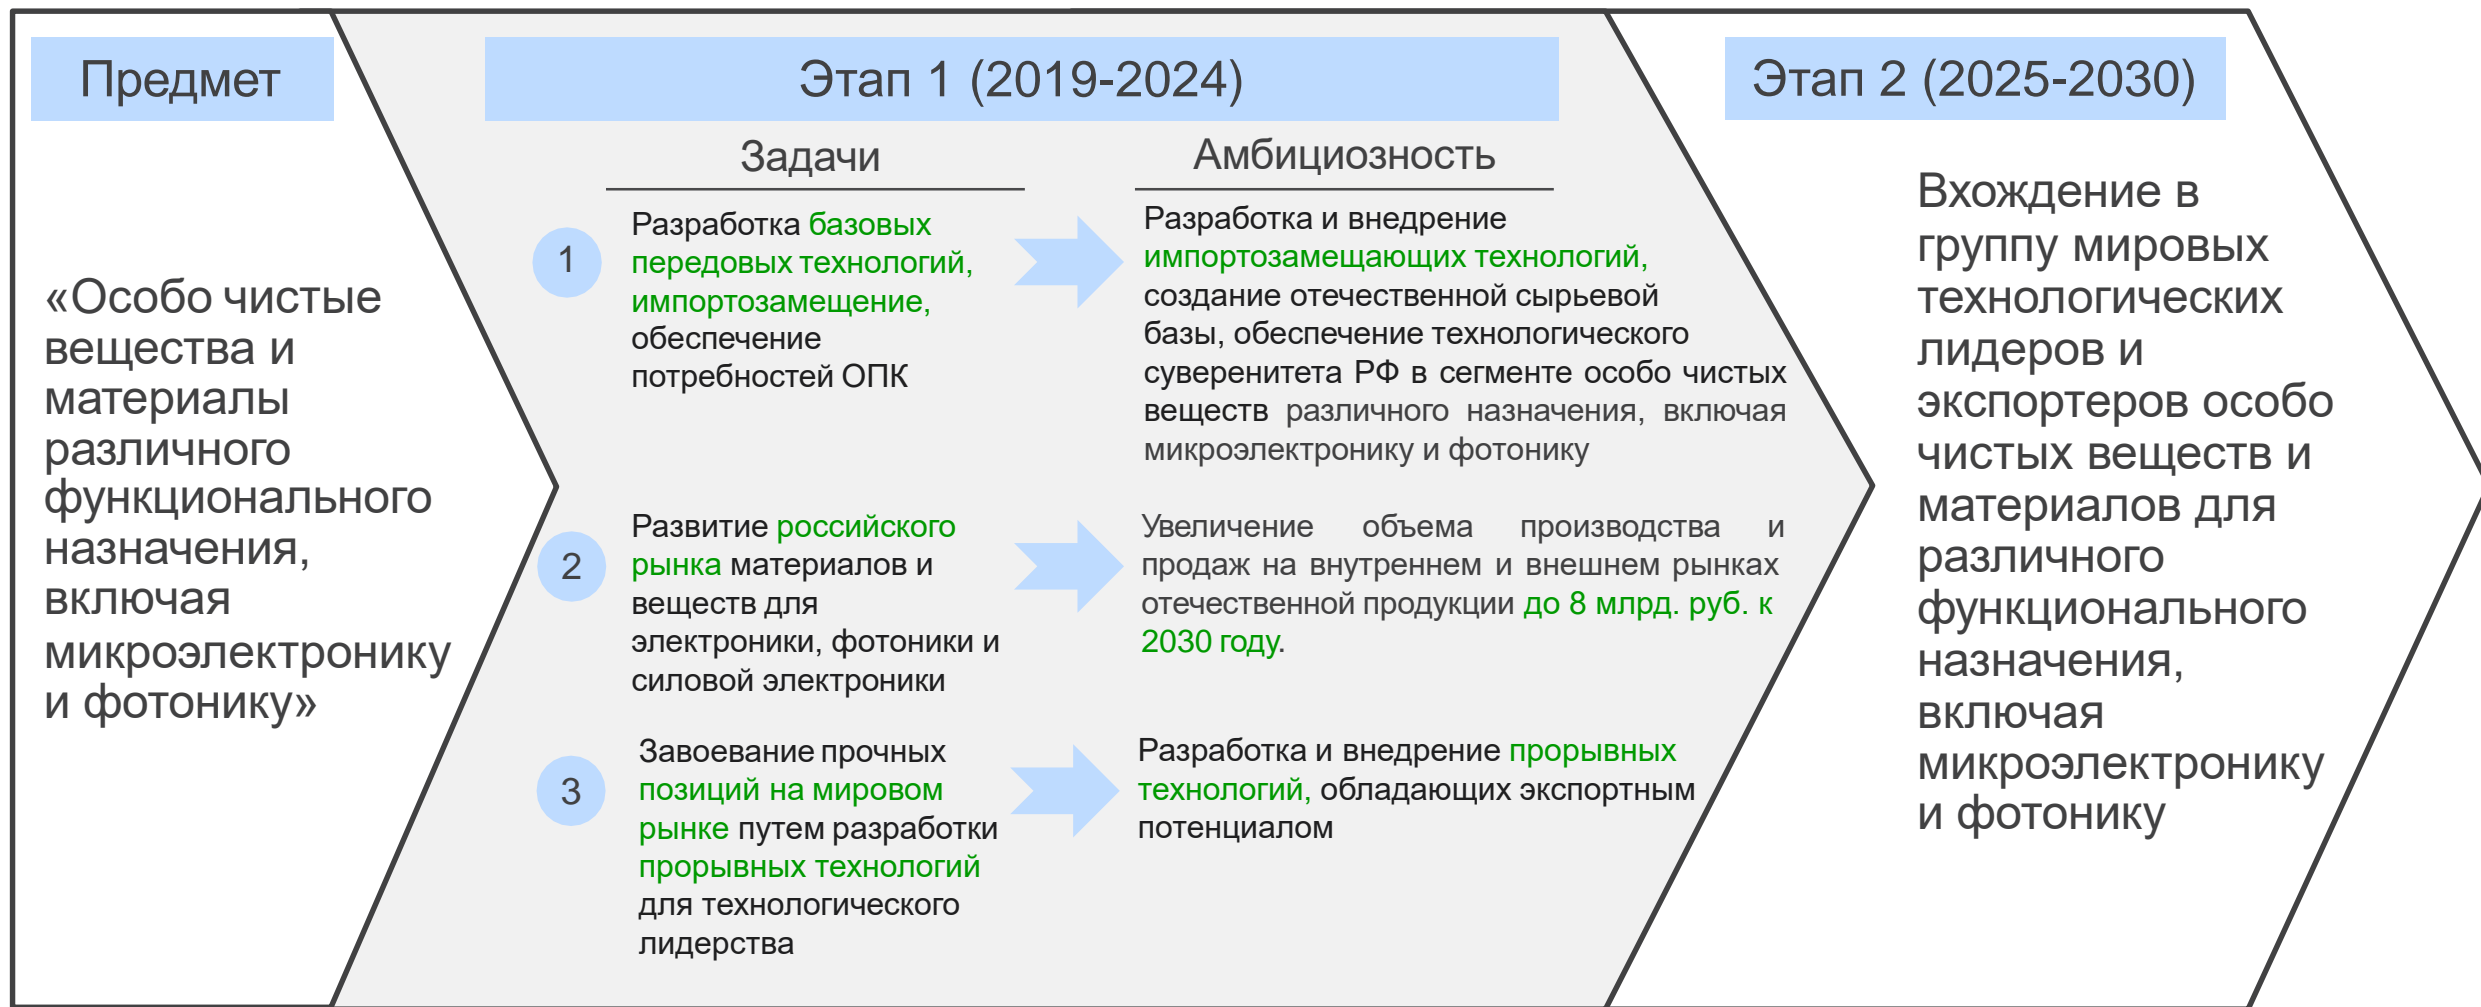 Предмет
«Особо чистые
вещества и
материалы
различного
функционального
назначения,
включая
микроэлектронику
и фотонику»
Этап 1 (2019-2024)
Задачи
Амбициозность
1
Разработка базовых
передовых технологий,
импортозамещение,
обеспечение
потребностей ОПК
Разработка и внедрение
импортозамещающих технологий,
создание отечественной сырьевой
базы, обеспечение технологического
суверенитета РФ в сегменте особо чистых
веществ различного назначения, включая
микроэлектронику и фотонику
2
Развитие российского
рынка материалов и
веществ для
электроники, фотоники и
силовой электроники
Увеличение объема производства и
продаж на внутреннем и внешнем рынках
отечественной продукции до 8 млрд. руб. к
2030 году.
3
Завоевание прочных
позиций на мировом
рынке путем разработки
прорывных технологий
для технологического
лидерства
Разработка и внедрение прорывных
технологий, обладающих экспортным
потенциалом
Этап 2 (2025-2030)
Вхождение в
группу мировых
технологических
лидеров и
экспортеров особо
чистых веществ и
материалов для
различного
функционального
назначения,
включая
микроэлектронику
и фотонику